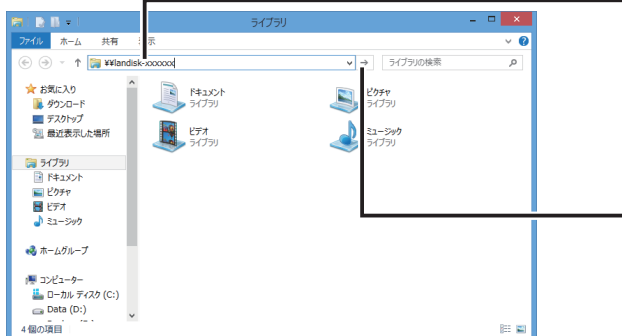 ライブラリ
ファイル ホーム 共有 示
¥¥landisk-xxxxxx
ライブラリの検索
お気に入り
ダウンロード
デスクトップ
最近表示した場所
ライブラリ
ドキュメント
ピクチャ
ビデオ
ミュージック
ホームグループ
コンピューター
ローカル ディスク (C:)
Data (D:)
ドキュメント
ライブラリ
ピクチャ
ライブラリ
ビデオ
ライブラリ
ミュージック
ライブラリ
4 個の項目